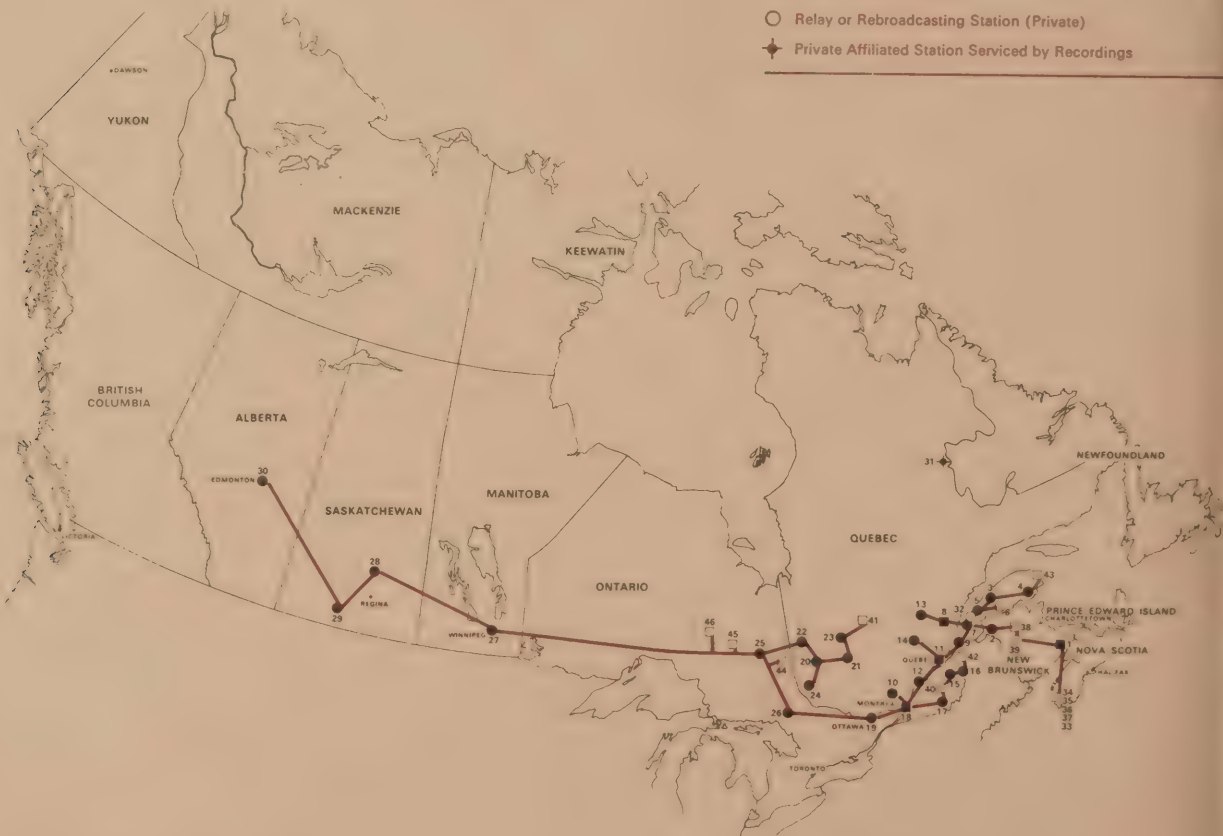 Relay or Rebroadcasting Station (Private)
Private Affiliated Station Serviced by Recordings
DAWSON
YUKON
MACKENZIE
KEEWATIN
BRITISH
COLUMBIA
ALBERTA
EDMONTON
30
SASKATCHEWAN
MANITOBA
ONTARIO
QUEBEC
NEWFOUNDLAND
31
28
REGINA
29
WINNIPEG
27
46
45
25
44
26
22
23
41
20
21
24
OTTAWA
19
TORONTO
13
8
32
14
11
9
12
10
40
18
17
15
16
42
5
3
4
43
6
2
38
39
PRINCE EDWARD ISLAND
CHARLOTTETOWN
NEW
BRUNSWICK
1
NOVA SCOTIA
34
35
36
37
33